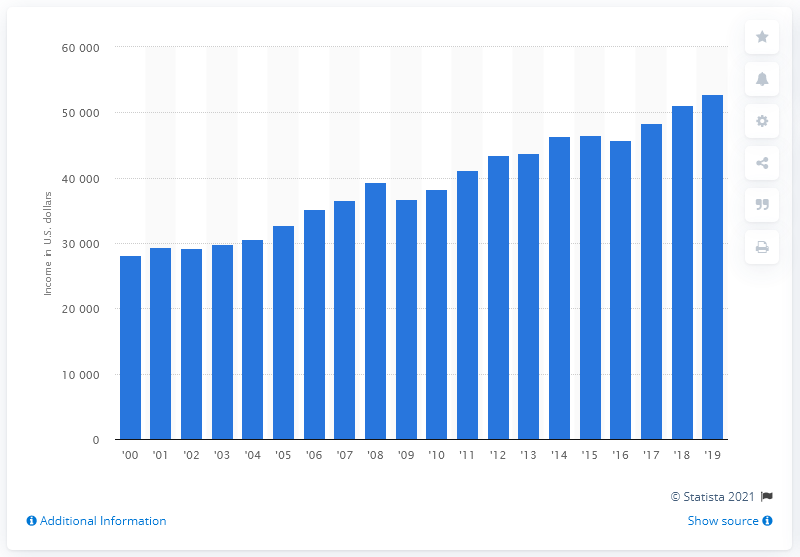 60 000
50 000
40 000
30 000
20 000
10 000
0
Income in U.S. dollars
'00 '01 '02 '03 '04 '05 '06 '07 '08 '09 '10 '11 '12 '13 '14 '15 '16 '17 '18 '19
© Statista 2021
Additional Information
Show source